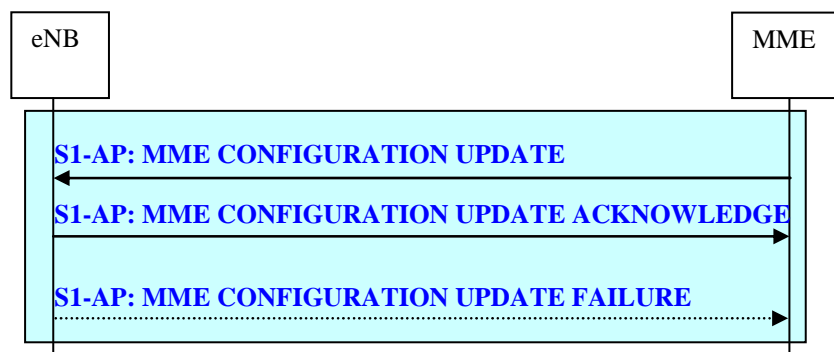 eNB
MME
S1-AP: MME CONFIGURATION UPDATE
S1-AP: MME CONFIGURATION UPDATE ACKNOWLEDGE
S1-AP: MME CONFIGURATION UPDATE FAILURE